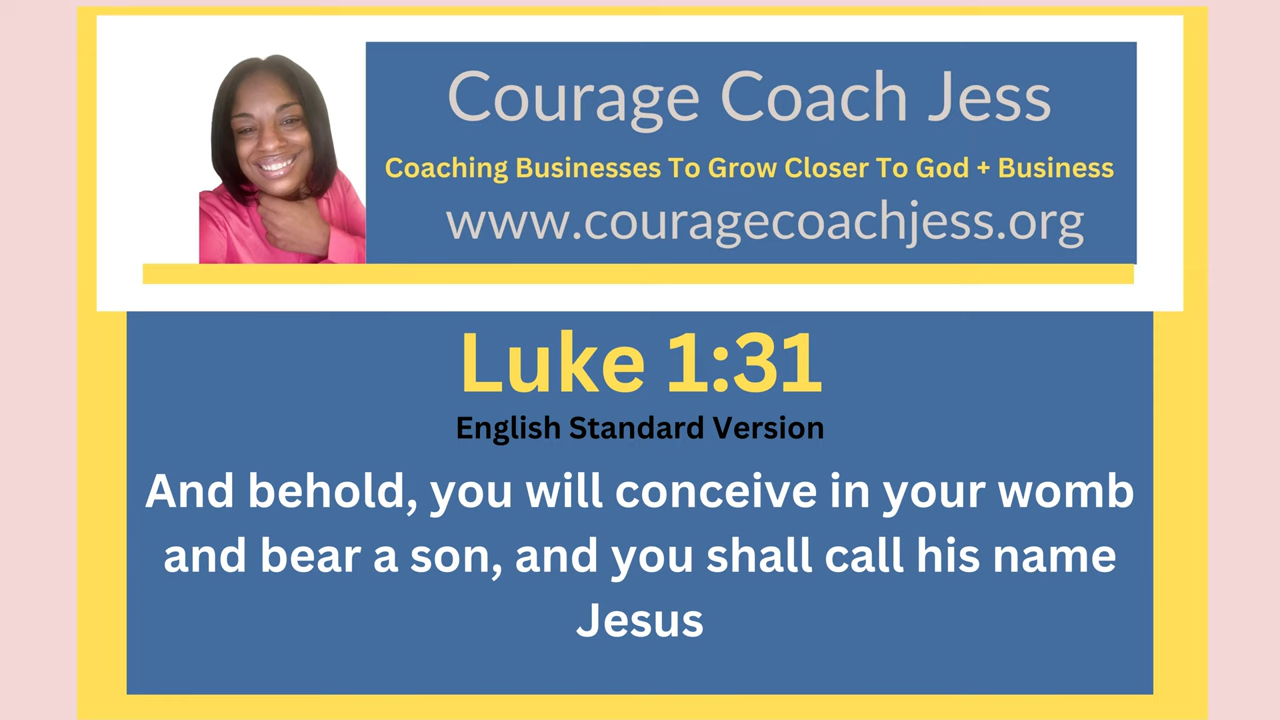 Courage Coach Jess
Coaching Businesses To Grow Closer To God + Business
www.couragecoachjess.org
Luke 1:31
English Standard Version
And behold, you will conceive in your womb
and bear a son, and you shall call his name
Jesus